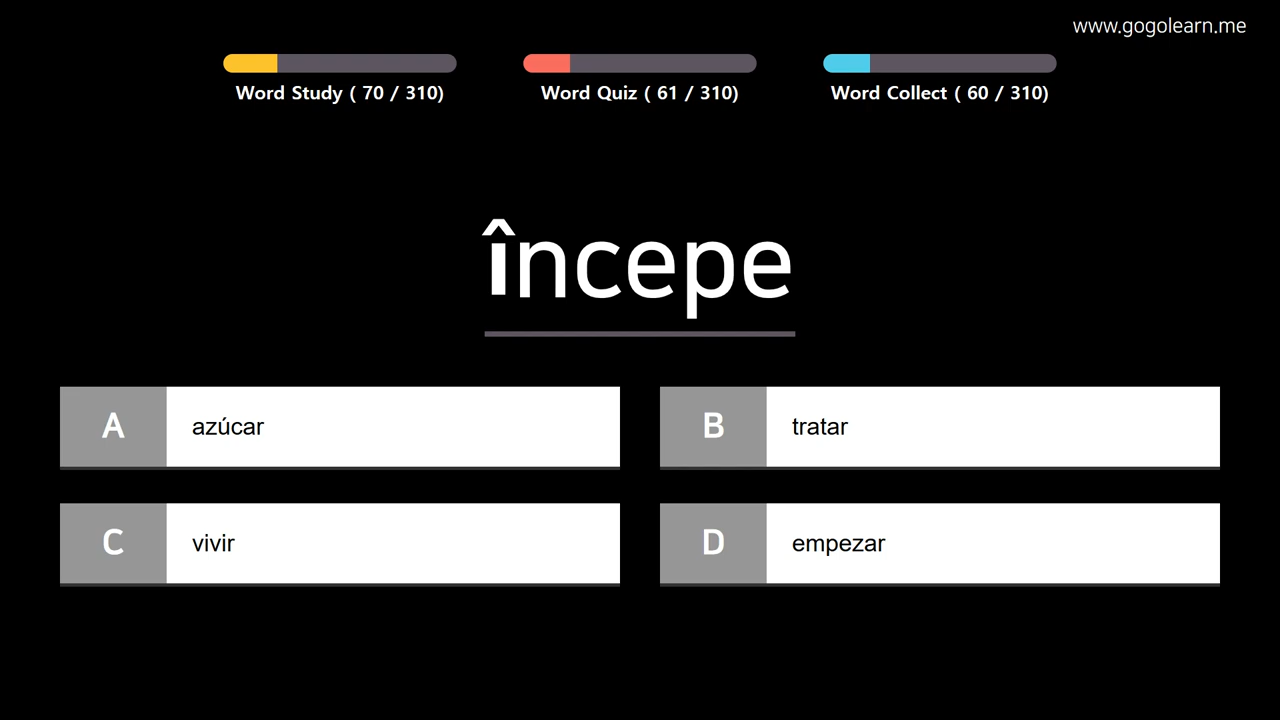 www.gogolearn.me
Word Study ( 70 / 310)
Word Quiz ( 61 / 310)
Word Collect ( 60 / 310)
începe
A azúcar
B tratar
C vivir
D empezar